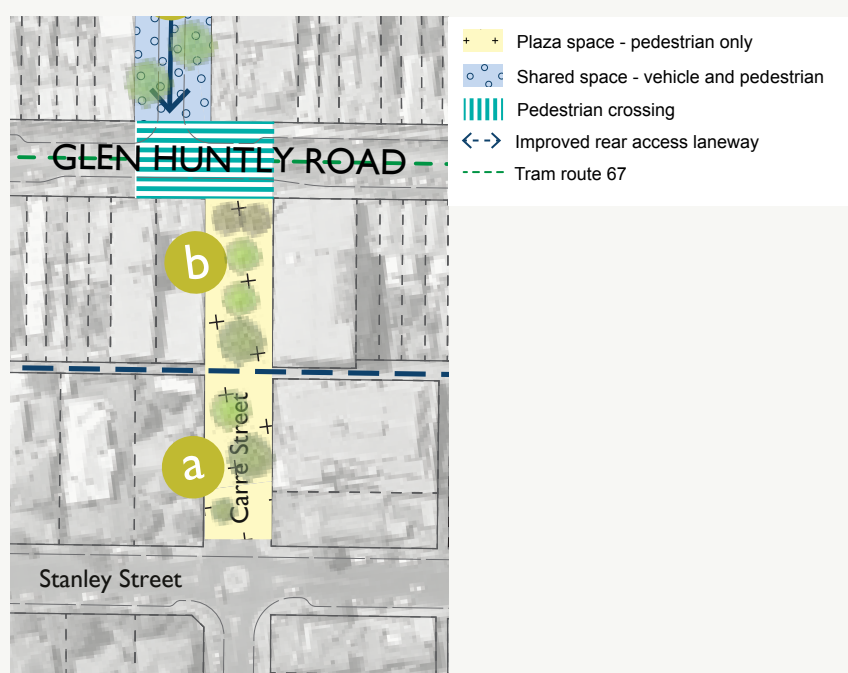 Plaza space - pedestrian only
Shared space - vehicle and pedestrian
Pedestrian crossing
Improved rear access laneway
Tram route 67
GLEN HUNTLY ROAD
b
a
Carre Street
Stanley Street